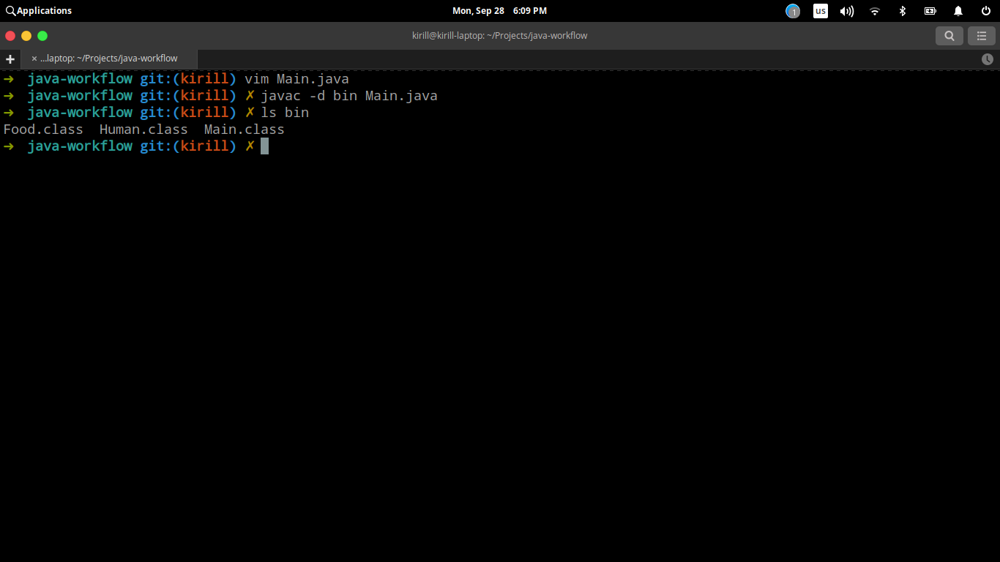 Applications
Mon, Sep 28 6:09 PM
1
us
kirill@kirill-laptop: ~/Projects/java-workflow
+
× …laptop: ~/Projects/java-workflow
➜ java-workflow git:(kirill) vim Main.java
➜ java-workflow git:(kirill) ✗ javac -d bin Main.java
➜ java-workflow git:(kirill) ✗ ls bin
Food.class Human.class Main.class
➜ java-workflow git:(kirill) ✗